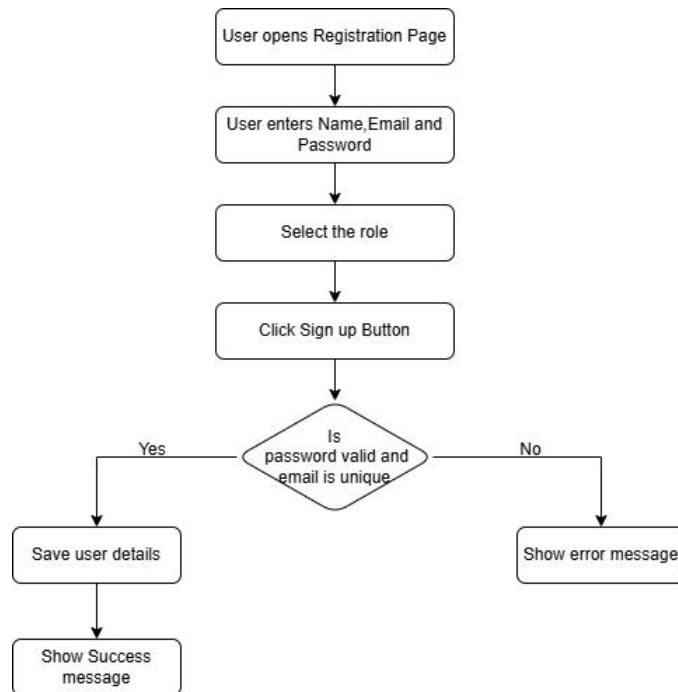 User opens Registration Page
User enters Name,Email and
Password
Select the role
Click Sign up Button
Is
password valid and
email is unique
Yes
No
Save user details
Show error message
Show Success
message